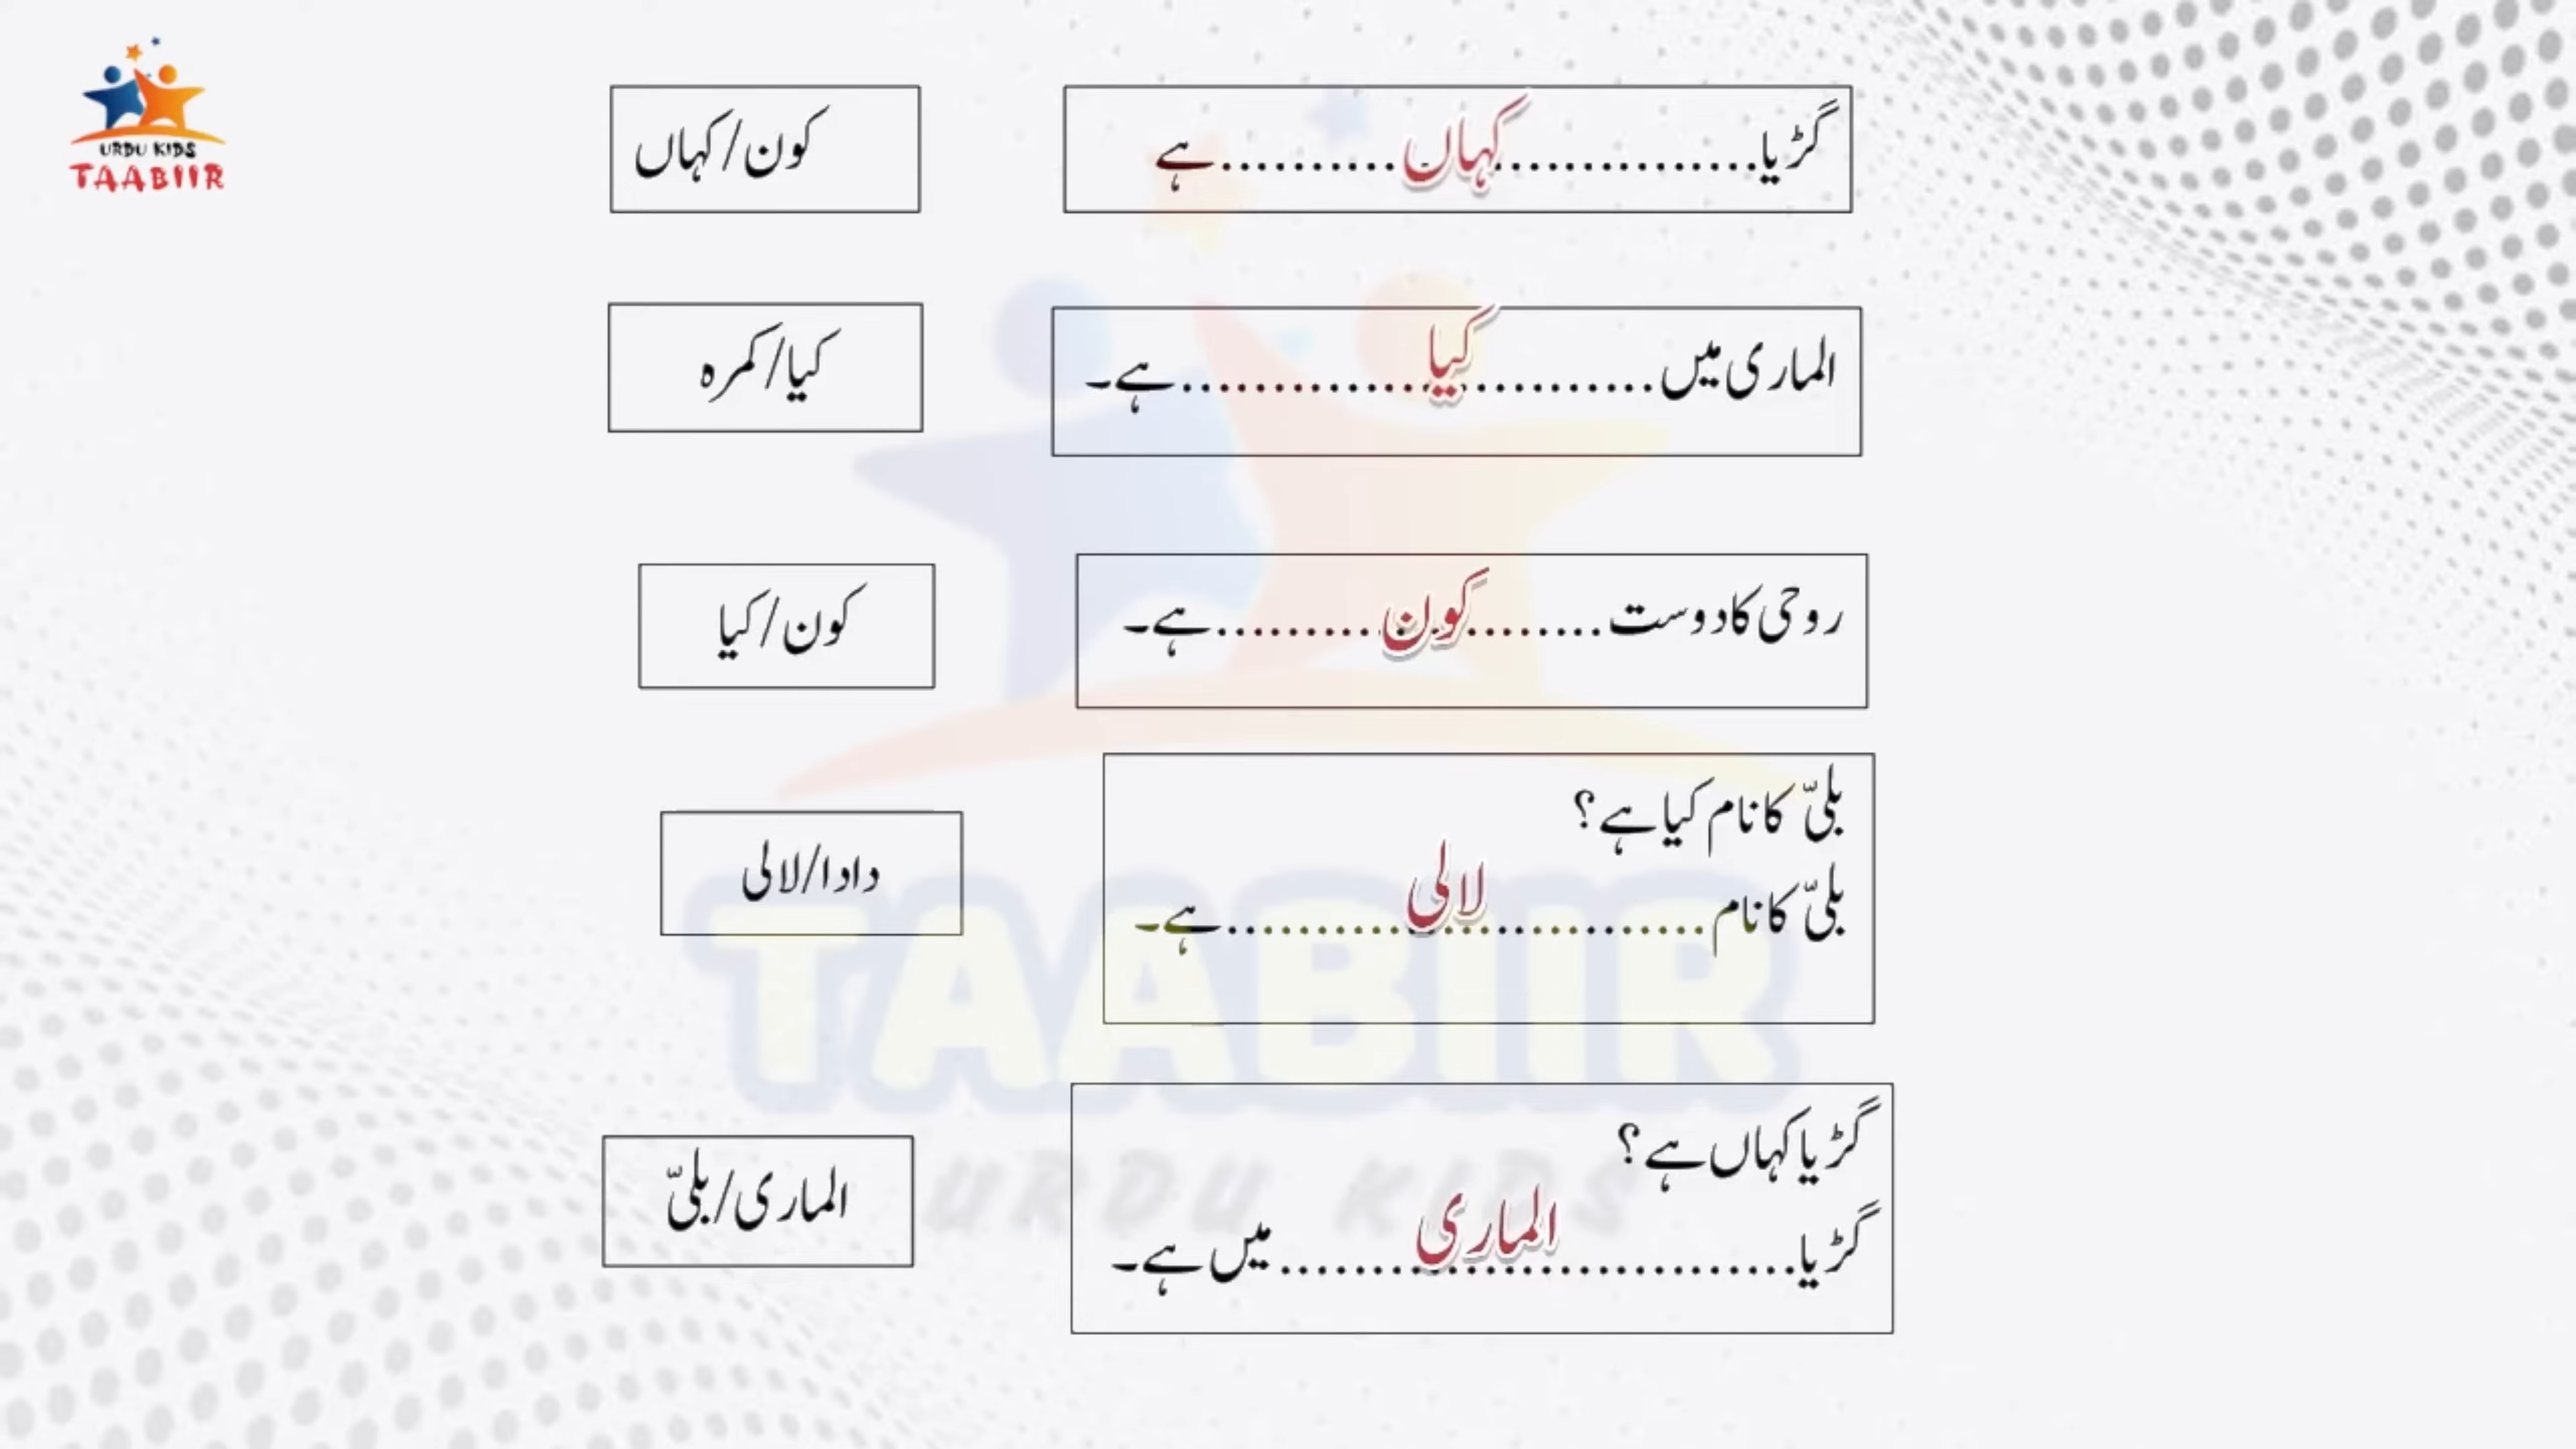 URDU KIDS
TAABIIR
گڑیا...............کہاں..........ہے
کون/کہاں
الماری میں...........کیا..............ہے۔
کیا/کمرہ
روحی کا دوست........کون..........ہے۔
کون/کیا
بلیّ کا نام کیا ہے؟
بلیّ کا نام...............لالی............ہے۔
دادا/لالی
گڑیا کہاں ہے؟
گڑیا...............الماری...............میں ہے۔
الماری/بلیّ
TAABIIR
URDU KIDS